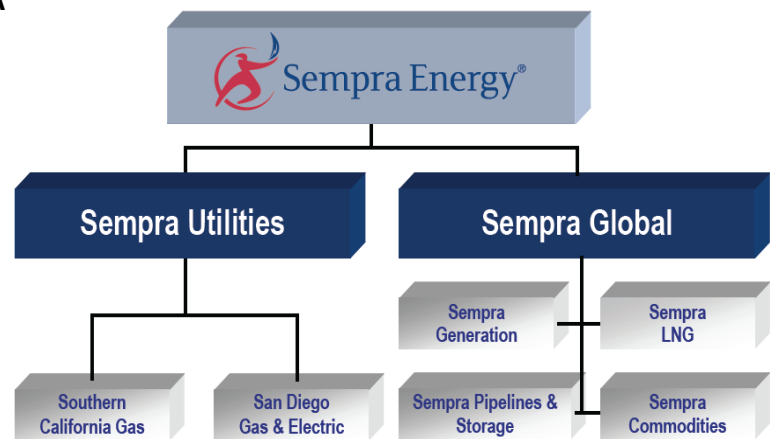 Sempra Energy®
Sempra Utilities
Sempra Global
Sempra
Generation
Sempra
LNG
Southern
California Gas
San Diego
Gas & Electric
Sempra Pipelines &
Storage
Sempra
Commodities